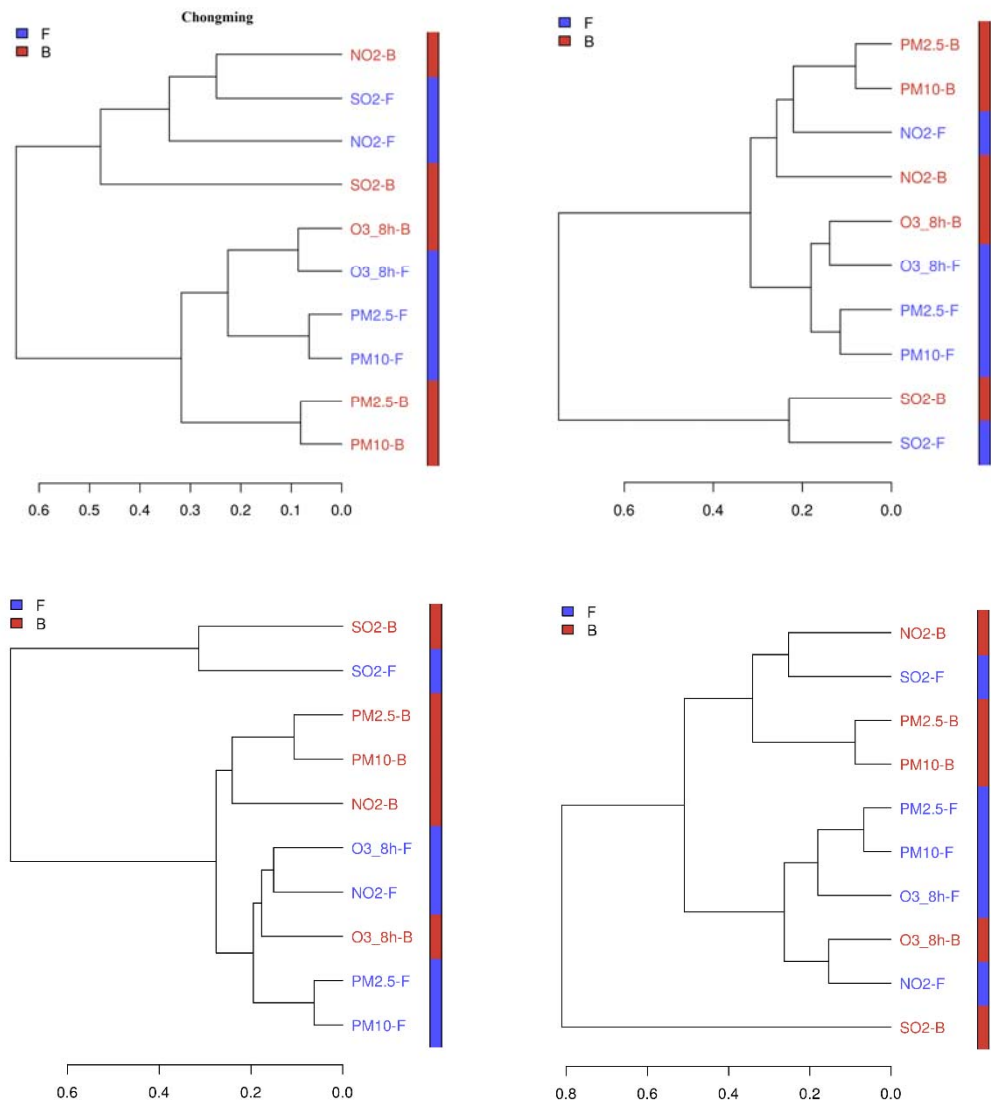 Chongming
F
B
NO2-B
SO2-F
NO2-F
SO2-B
O3_8h-B
O3_8h-F
PM2.5-F
PM10-F
PM2.5-B
PM10-B
0.6 0.5 0.4 0.3 0.2 0.1 0.0
F
B
PM2.5-B
PM10-B
NO2-F
NO2-B
O3_8h-B
O3_8h-F
PM2.5-F
PM10-F
SO2-B
SO2-F
0.6 0.4 0.2 0.0
F
B
SO2-B
SO2-F
PM2.5-B
PM10-B
NO2-B
O3_8h-F
NO2-F
O3_8h-B
PM2.5-F
PM10-F
0.6 0.4 0.2 0.0
F
B
NO2-B
SO2-F
PM2.5-B
PM10-B
PM2.5-F
PM10-F
O3_8h-F
O3_8h-B
NO2-F
SO2-B
0.8 0.6 0.4 0.2 0.0